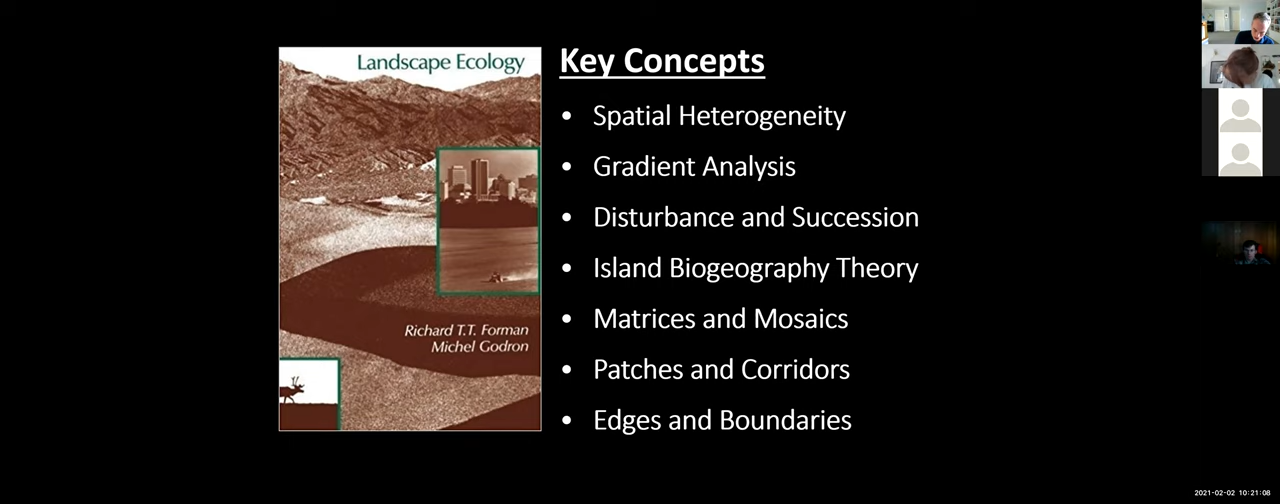 Landscape Ecology
Richard T.T. Forman
Michel Godron
Key Concepts
• Spatial Heterogeneity
• Gradient Analysis
• Disturbance and Succession
• Island Biogeography Theory
• Matrices and Mosaics
• Patches and Corridors
• Edges and Boundaries
2021-02-02 10:21:08